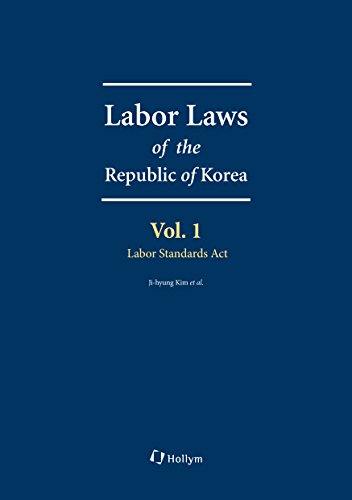 Labor Laws
of the
Republic of Korea
Vol. 1
Labor Standards Act
Ji-hyung Kim et al.
Hollym